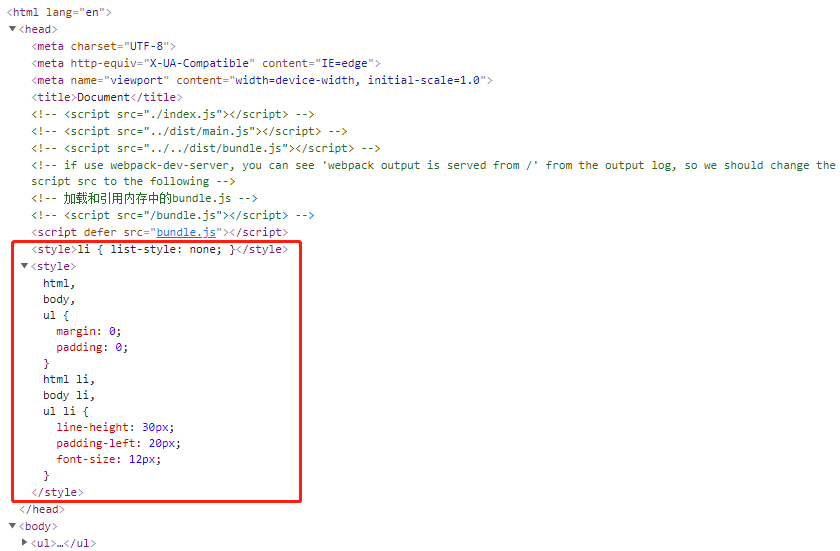 <html lang="en">
▼<head>
<meta charset="UTF-8">
<meta http-equiv="X-UA-Compatible" content="IE=edge">
<meta name="viewport" content="width=device-width, initial-scale=1.0">
<title>Document</title>
<!-- <script src="./index.js"></script> -->
<!-- <script src="../dist/main.js"></script> -->
<!-- <script src="../../dist/bundle.js"></script> -->
<!-- if use webpack-dev-server, you can see 'webpack output is served from /' from the output log, so we should change the
script src to the following -->
<!-- 加载和引用内存中的bundle.js -->
<!-- <script src="/bundle.js"></script> -->
<script defer src="bundle.js"></script>
<style>li { list-style: none; }</style>
▼<style>
html,
body,
ul {
margin: 0;
padding: 0;
}
html li,
body li,
ul li {
line-height: 30px;
padding-left: 20px;
font-size: 12px;
}
</style>
</head>
▼<body>
▶<ul>…</ul>